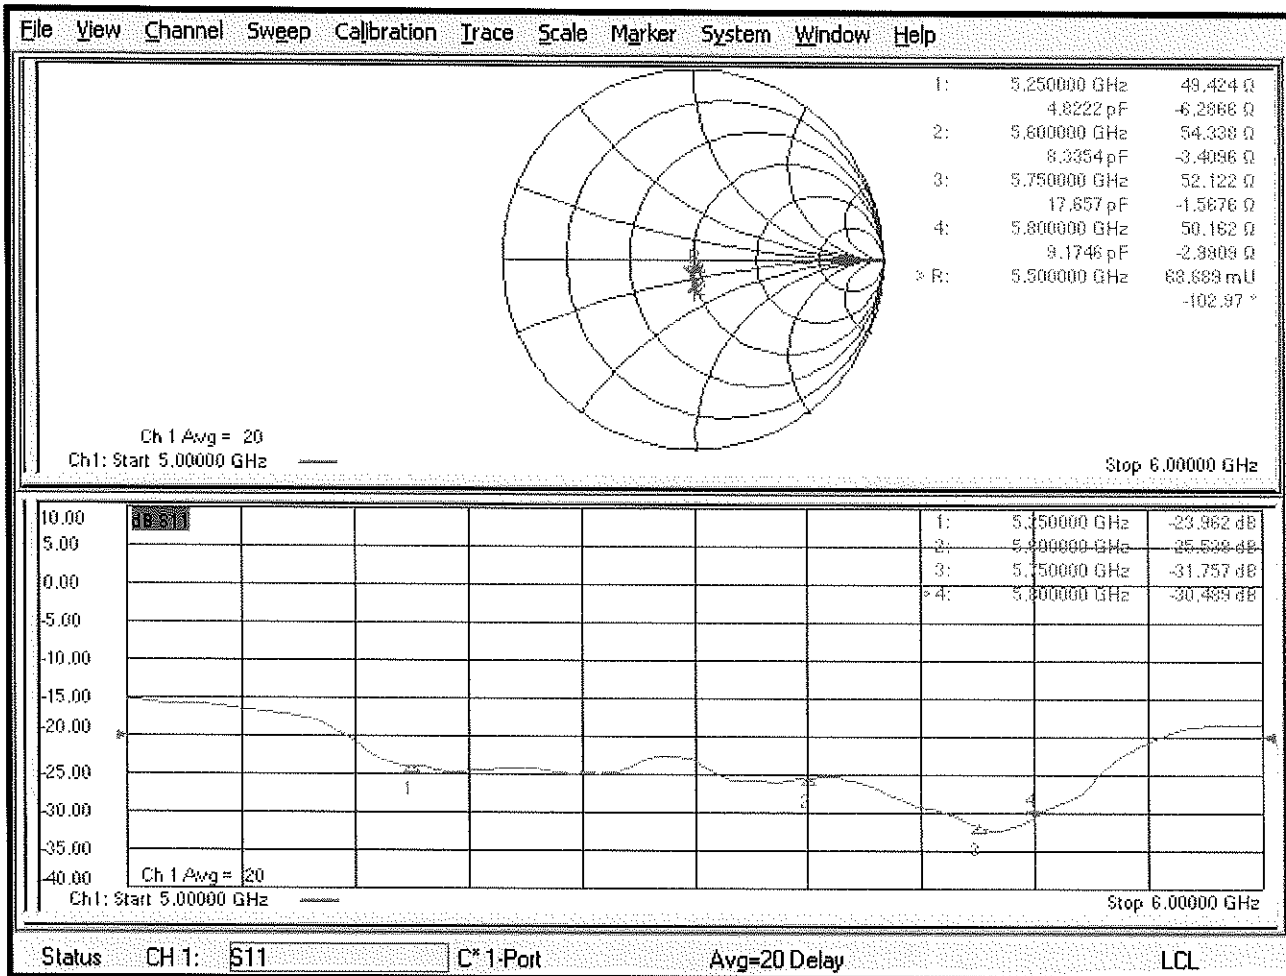 File View Channel Sweep Calibration Trace Scale Marker System Window Help
1: 5.250000 GHz 49.424 Ω
4.8222 pF -6.2866 Ω
2: 5.600000 GHz 54.338 Ω
8.3354 pF -3.4096 Ω
3: 5.750000 GHz 52.122 Ω
17.657 pF -1.5676 Ω
4: 5.800000 GHz 50.162 Ω
9.1746 pF -2.9909 Ω
> R: 5.500000 GHz 68.689 mU
-102.97 °
Ch 1 Avg = 20
Ch1: Start 5.00000 GHz
Stop 6.00000 GHz
10.00
5.00
0.00
-5.00
-10.00
-15.00
-20.00
-25.00
-30.00
-35.00
-40.00
dB S11
1: 5.250000 GHz -23.962 dB
2: 5.600000 GHz -25.538 dB
3: 5.750000 GHz -31.757 dB
> 4: 5.800000 GHz -30.489 dB
1
2
3
4
Ch 1 Avg = 20
Ch1: Start 5.00000 GHz
Stop 6.00000 GHz
Status CH 1: S11 C* 1-Port Avg=20 Delay LCL